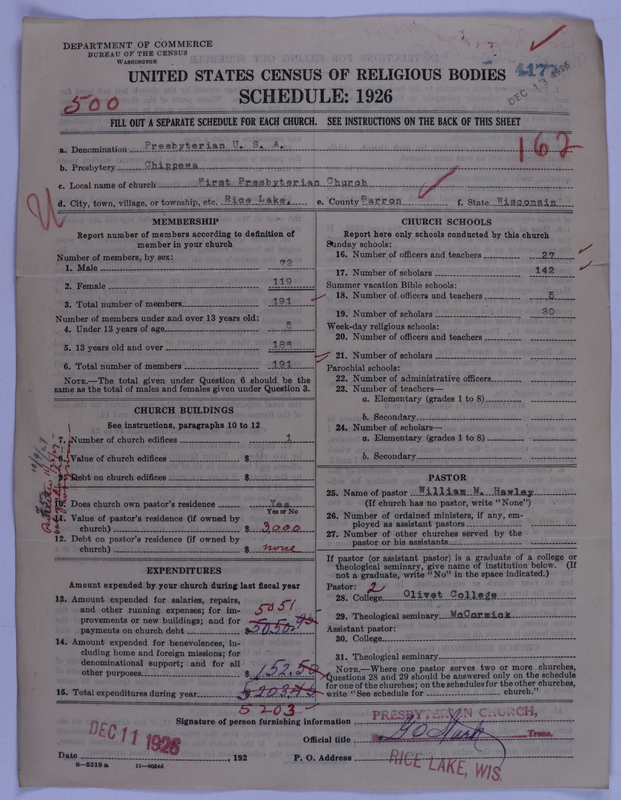 DEPARTMENT OF COMMERCE
BUREAU OF THE CENSUS
WASHINGTON
UNITED STATES CENSUS OF RELIGIOUS BODIES
SCHEDULE: 1926
4177
DEC 13 1926
500
FILL OUT A SEPARATE SCHEDULE FOR EACH CHURCH. SEE INSTRUCTIONS ON THE BACK OF THIS SHEET
162
a. Denomination Presbyterian U. S. A.
b. Presbytery Chippewa
c. Local name of church First Presbyterian Church
d. City, town, village, or township, etc. Rice Lake, e. County Barron f. State Wisconsin
MEMBERSHIP
Report number of members according to definition of
member in your church
Number of members, by sex:
1. Male 72
2. Female 119
3. Total number of members 191
Number of members under and over 13 years old:
4. Under 13 years of age 5
5. 13 years old and over 186
6. Total number of members 191
NOTE.—The total given under Question 6 should be
same as the total of males and females given under Question 3.
CHURCH BUILDINGS
See instructions, paragraphs 10 to 12
7. Number of church edifices 1
8. Value of church edifices $
9. Debt on church edifices $
10. Does church own pastor's residence Yes
Yes or No
11. Value of pastor's residence (if owned by
church) $ 3000
12. Debt on pastor's residence (if owned by
church) $ none
EXPENDITURES
Amount expended by your church during last fiscal year
13. Amount expended for salaries, repairs,
and other running expenses; for im-
provements or new buildings; and for
payments on church debt $ 5050.90
5051
14. Amount expended for benevolences, in-
cluding home and foreign missions; for
denominational support; and for all
other purposes $ 152.50
15. Total expenditures during year $ 5203.40
5203
CHURCH SCHOOLS
Report here only schools conducted by this church
Sunday schools:
16. Number of officers and teachers 27
17. Number of scholars 142
Summer vacation Bible schools:
18. Number of officers and teachers 5
19. Number of scholars 30
Week-day religious schools:
20. Number of officers and teachers
21. Number of scholars
Parochial schools:
22. Number of administrative officers
23. Number of teachers—
a. Elementary (grades 1 to 8)
b. Secondary
24. Number of scholars—
a. Elementary (grades 1 to 8)
b. Secondary
PASTOR
25. Name of pastor William M. Hawley
(If church has no pastor, write "None")
26. Number of ordained ministers, if any, em-
ployed as assistant pastors
27. Number of other churches served by the
pastor or his assistants
If pastor (or assistant pastor) is a graduate of a college or
theological seminary, give name of institution below. (If
not a graduate, write "No" in the space indicated.)
Pastor: 2
28. College Olivet College
29. Theological seminary McCormick
Assistant pastor:
30. College
31. Theological seminary
NOTE.—Where one pastor serves two or more churches,
Questions 28 and 29 should be answered only on the schedule
for one of the churches; on the schedules for the other churches,
write "See schedule for church."
Signature of person furnishing information PRESBYTERIAN CHURCH,
Official title Treas.
DEC 11 1926
Date , 192 P. O. Address RICE LAKE, WIS.
8-5518a 11—